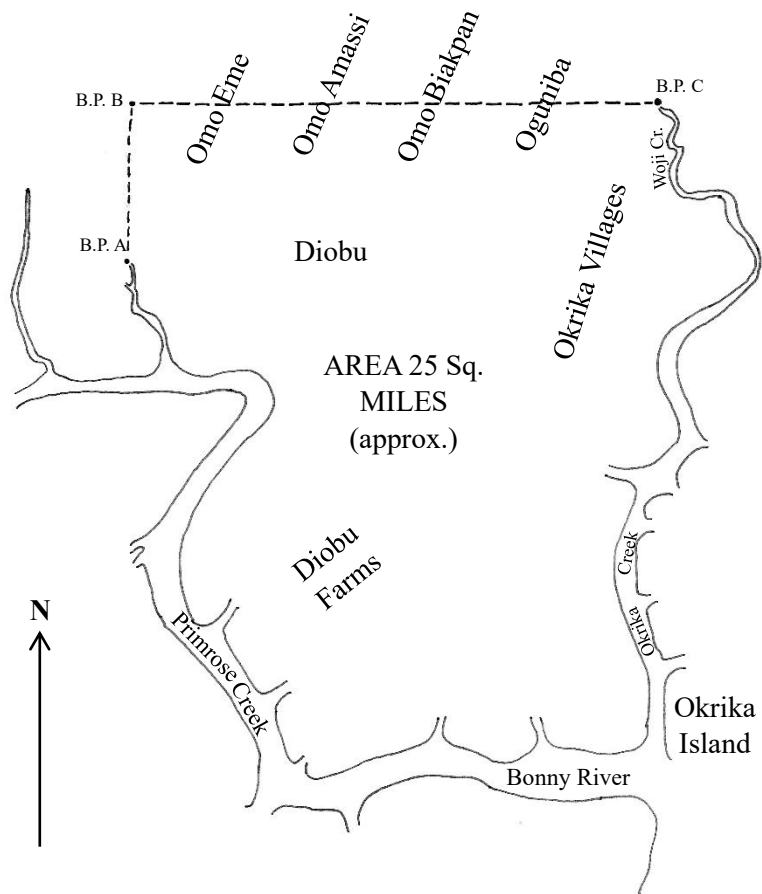 Omo Eme
Omo Amassi
Omo Biakpan
Ogumiba
B.P. B
B.P. C
Woji Cr.
B.P. A
Diobu
Okrika Villages
AREA 25 Sq.
MILES
(approx.)
Diobu
Farms
Creek
Okrika
N
Primrose Creek
Okrika
Island
Bonny River